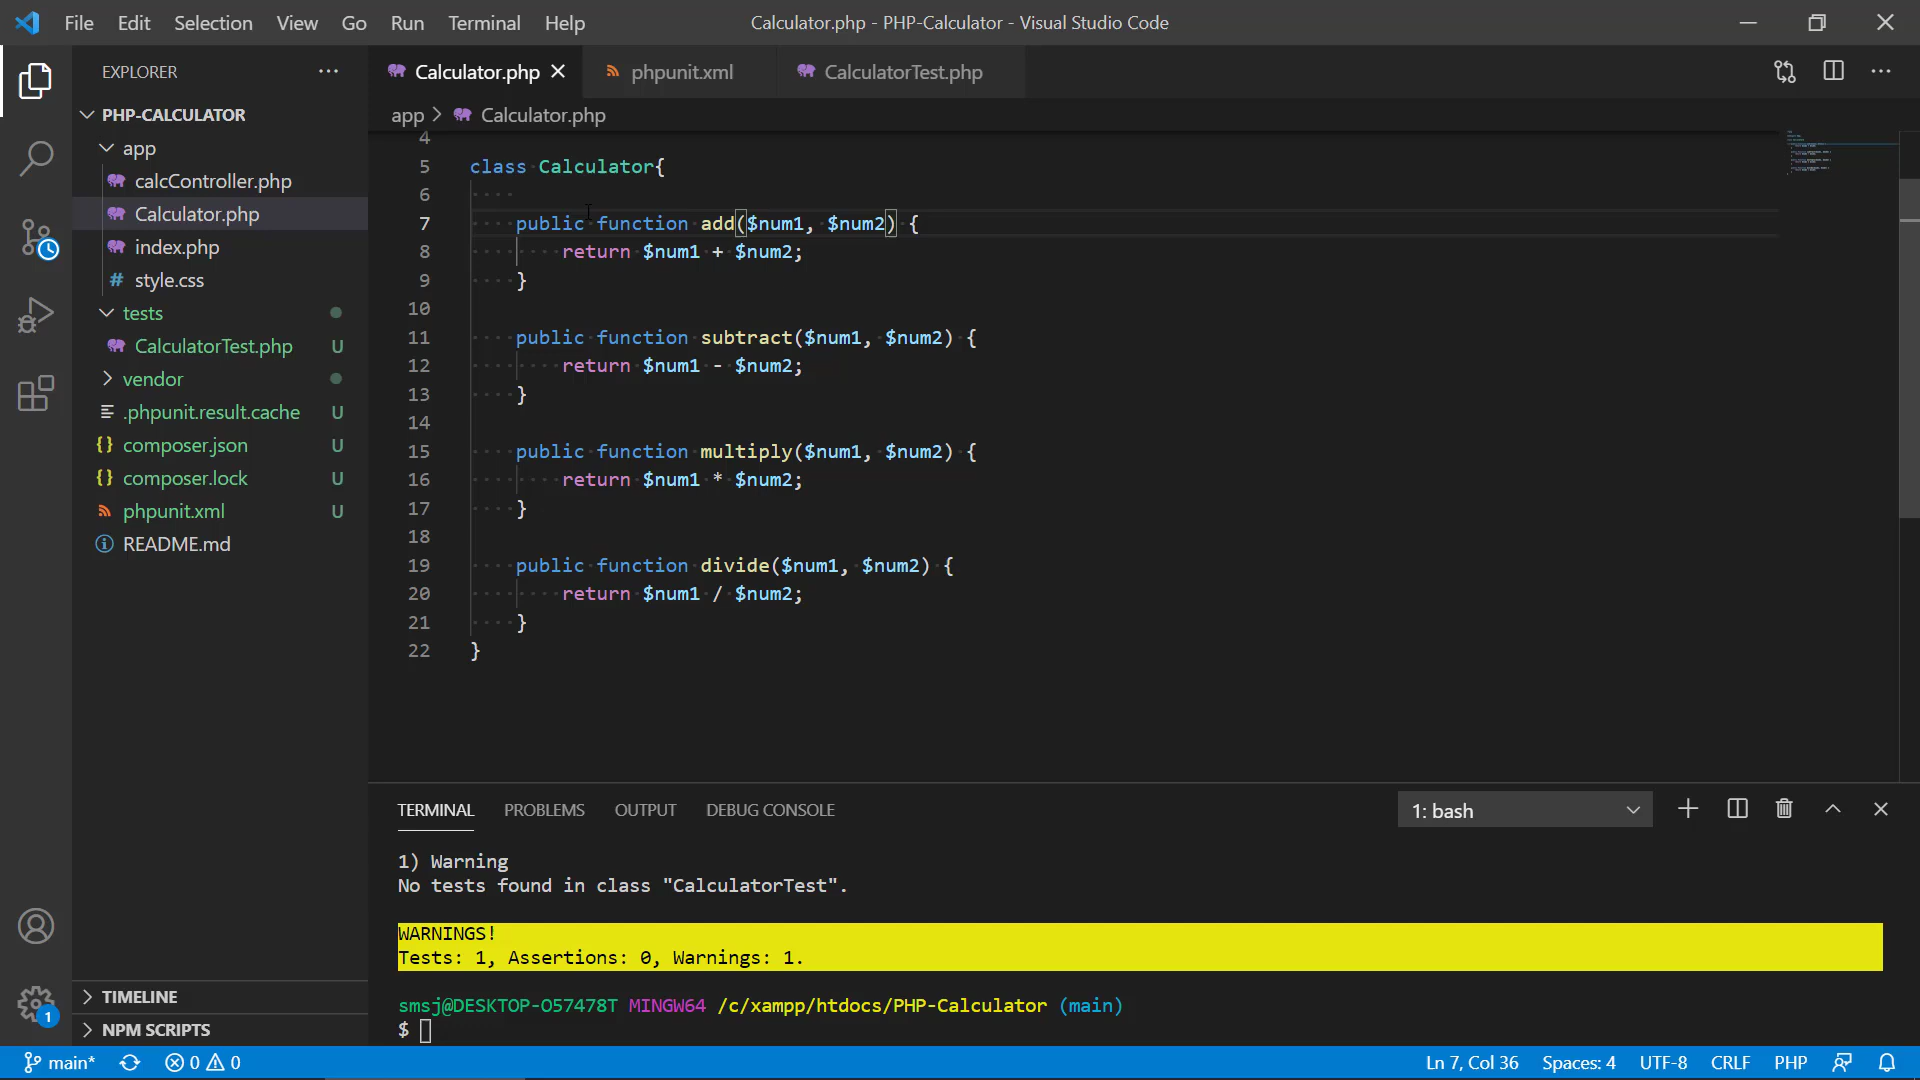 File Edit Selection View Go Run Terminal Help
Calculator.php - PHP-Calculator - Visual Studio Code
EXPLORER
PHP-CALCULATOR
app
calcController.php
Calculator.php
index.php
style.css
tests
CalculatorTest.php U
vendor
.phpunit.result.cache U
composer.json U
composer.lock U
phpunit.xml U
README.md
TIMELINE
NPM SCRIPTS
Calculator.php phpunit.xml CalculatorTest.php
app > Calculator.php
4
5 class Calculator{
6
7 public function add($num1, $num2) {
8 return $num1 + $num2;
9 }
10
11 public function subtract($num1, $num2) {
12 return $num1 - $num2;
13 }
14
15 public function multiply($num1, $num2) {
16 return $num1 * $num2;
17 }
18
19 public function divide($num1, $num2) {
20 return $num1 / $num2;
21 }
22 }
TERMINAL PROBLEMS OUTPUT DEBUG CONSOLE
1: bash
1) Warning
No tests found in class "CalculatorTest".
WARNINGS!
Tests: 1, Assertions: 0, Warnings: 1.
smsj@DESKTOP-O57478T MINGW64 /c/xampp/htdocs/PHP-Calculator (main)
$
1
main* 0 0
Ln 7, Col 36 Spaces: 4 UTF-8 CRLF PHP